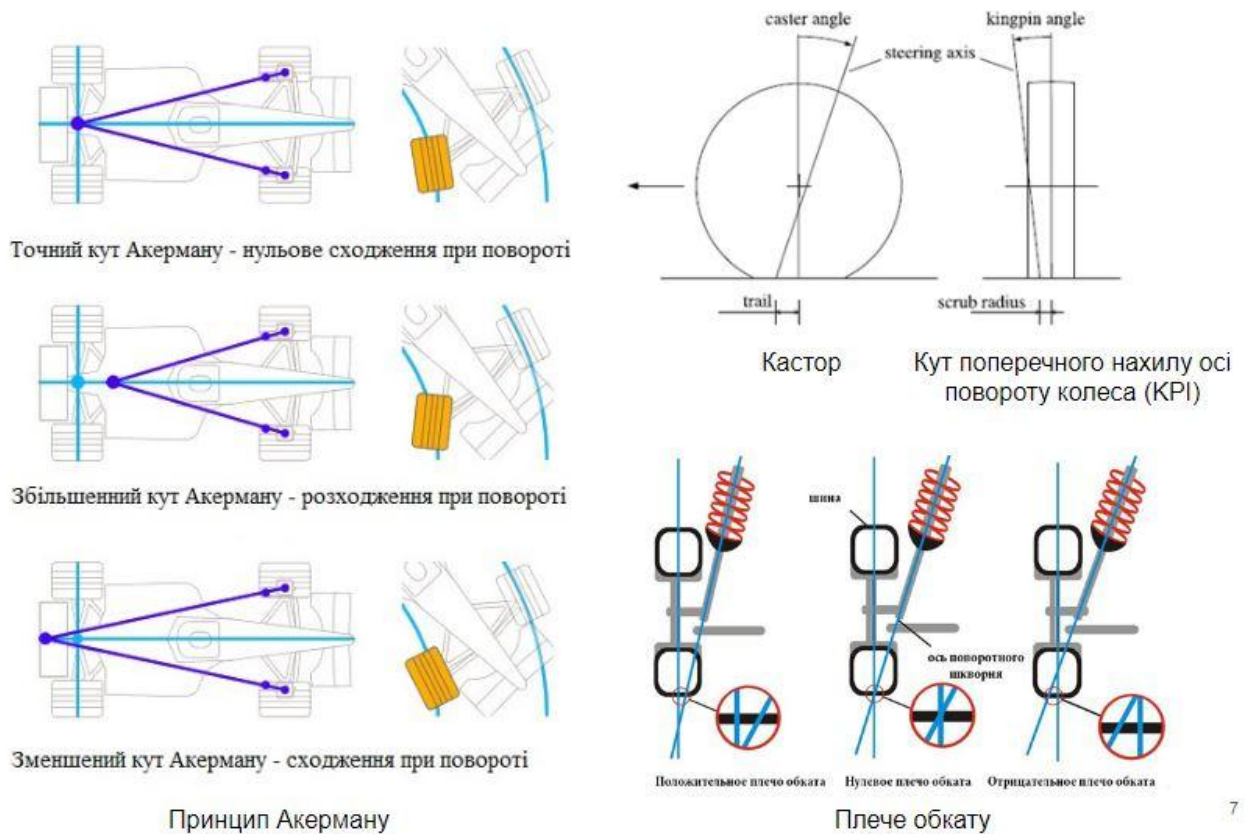 Точний кут Акерману - нульове сходження при повороті
Збільшенний кут Акерману - розходження при повороті
Зменшений кут Акерману - сходження при повороті
Принцип Акерману
caster angle
kingpin angle
steering axis
trail
scrub radius
Кастор
Кут поперечного нахилу осі
повороту колеса (KPI)
шина
ось поворотного
шкворня
Положительное плечо обката
Нулевое плечо обката
Отрицательное плечо обката
Плече обкату
7